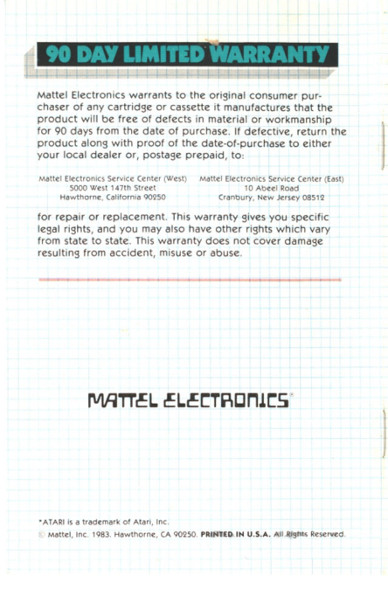 90 DAY LIMITED WARRANTY
Mattel Electronics warrants to the original consumer pur-
chaser of any cartridge or cassette it manufactures that the
product will be free of defects in material or workmanship
for 90 days from the date of purchase. If defective, return the
product along with proof of the date-of-purchase to either
your local dealer or, postage prepaid, to:
Mattel Electronics Service Center (West)
5000 West 147th Street
Hawthorne, California 90250
Mattel Electronics Service Center (East)
10 Abeel Road
Cranbury, New Jersey 08512
for repair or replacement. This warranty gives you specific
legal rights, and you may also have other rights which vary
from state to state. This warranty does not cover damage
resulting from accident, misuse or abuse.
MATTEL ELECTRONICS®
*ATARI is a trademark of Atari, Inc.
© Mattel, Inc. 1983. Hawthorne, CA 90250. PRINTED IN U.S.A. All Rights Reserved.